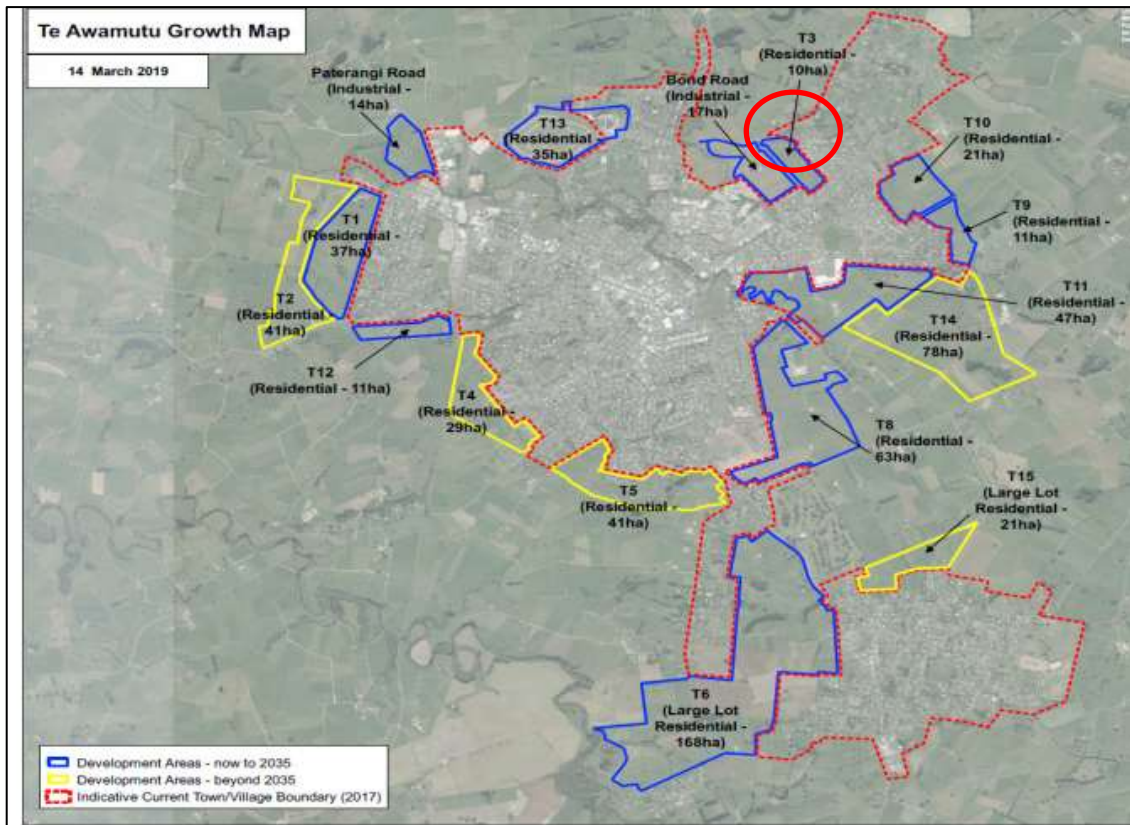 Te Awamutu Growth Map
14 March 2019
Paterangi Road
(Industrial -
14ha)
T13
(Residential -
35ha)
Bond Road
(Industrial -
17ha)
T3
(Residential -
10ha)
T10
(Residential -
21ha)
T9
(Residential -
11ha)
T1
(Residential -
37ha)
T2
(Residential -
41ha)
T11
(Residential -
47ha)
T14
(Residential -
78ha)
T12
(Residential - 11ha)
T4
(Residential -
29ha)
T8
(Residential -
63ha)
T5
(Residential -
41ha)
T15
(Large Lot
Residential -
21ha)
T6
(Large Lot
Residential -
168ha)
Development Areas - now to 2035
Development Areas - beyond 2035
Indicative Current Town/Village Boundary (2017)